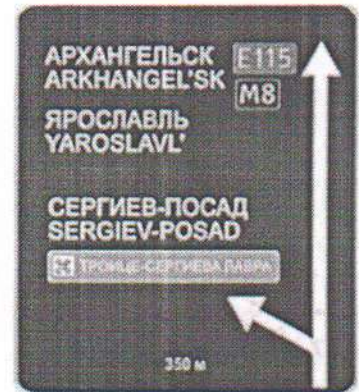 АРХАНГЕЛЬСК E115
ARKHANGEL'SK M8
ЯРОСЛАВЛЬ
YAROSLAVL'
СЕРГИЕВ-ПОСАД
SERGIEV-POSAD
ТРОИЦЕ-СЕРГИЕВА ЛАВРА
350 м